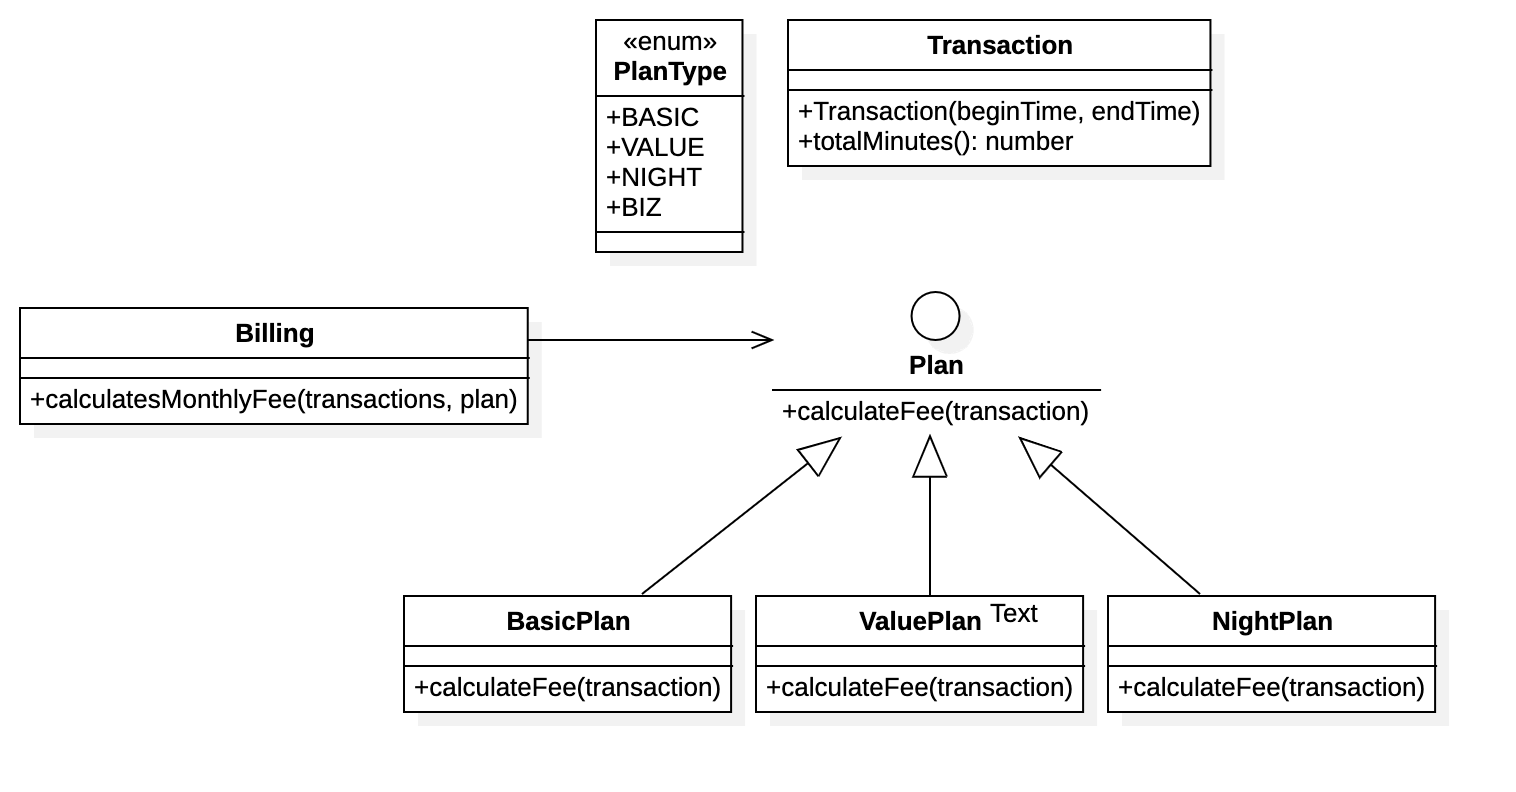 «enum»
PlanType
+BASIC
+VALUE
+NIGHT
+BIZ
Transaction
+Transaction(beginTime, endTime)
+totalMinutes(): number
Billing
+calculatesMonthlyFee(transactions, plan)
Plan
+calculateFee(transaction)
BasicPlan
+calculateFee(transaction)
ValuePlan
Text
+calculateFee(transaction)
NightPlan
+calculateFee(transaction)